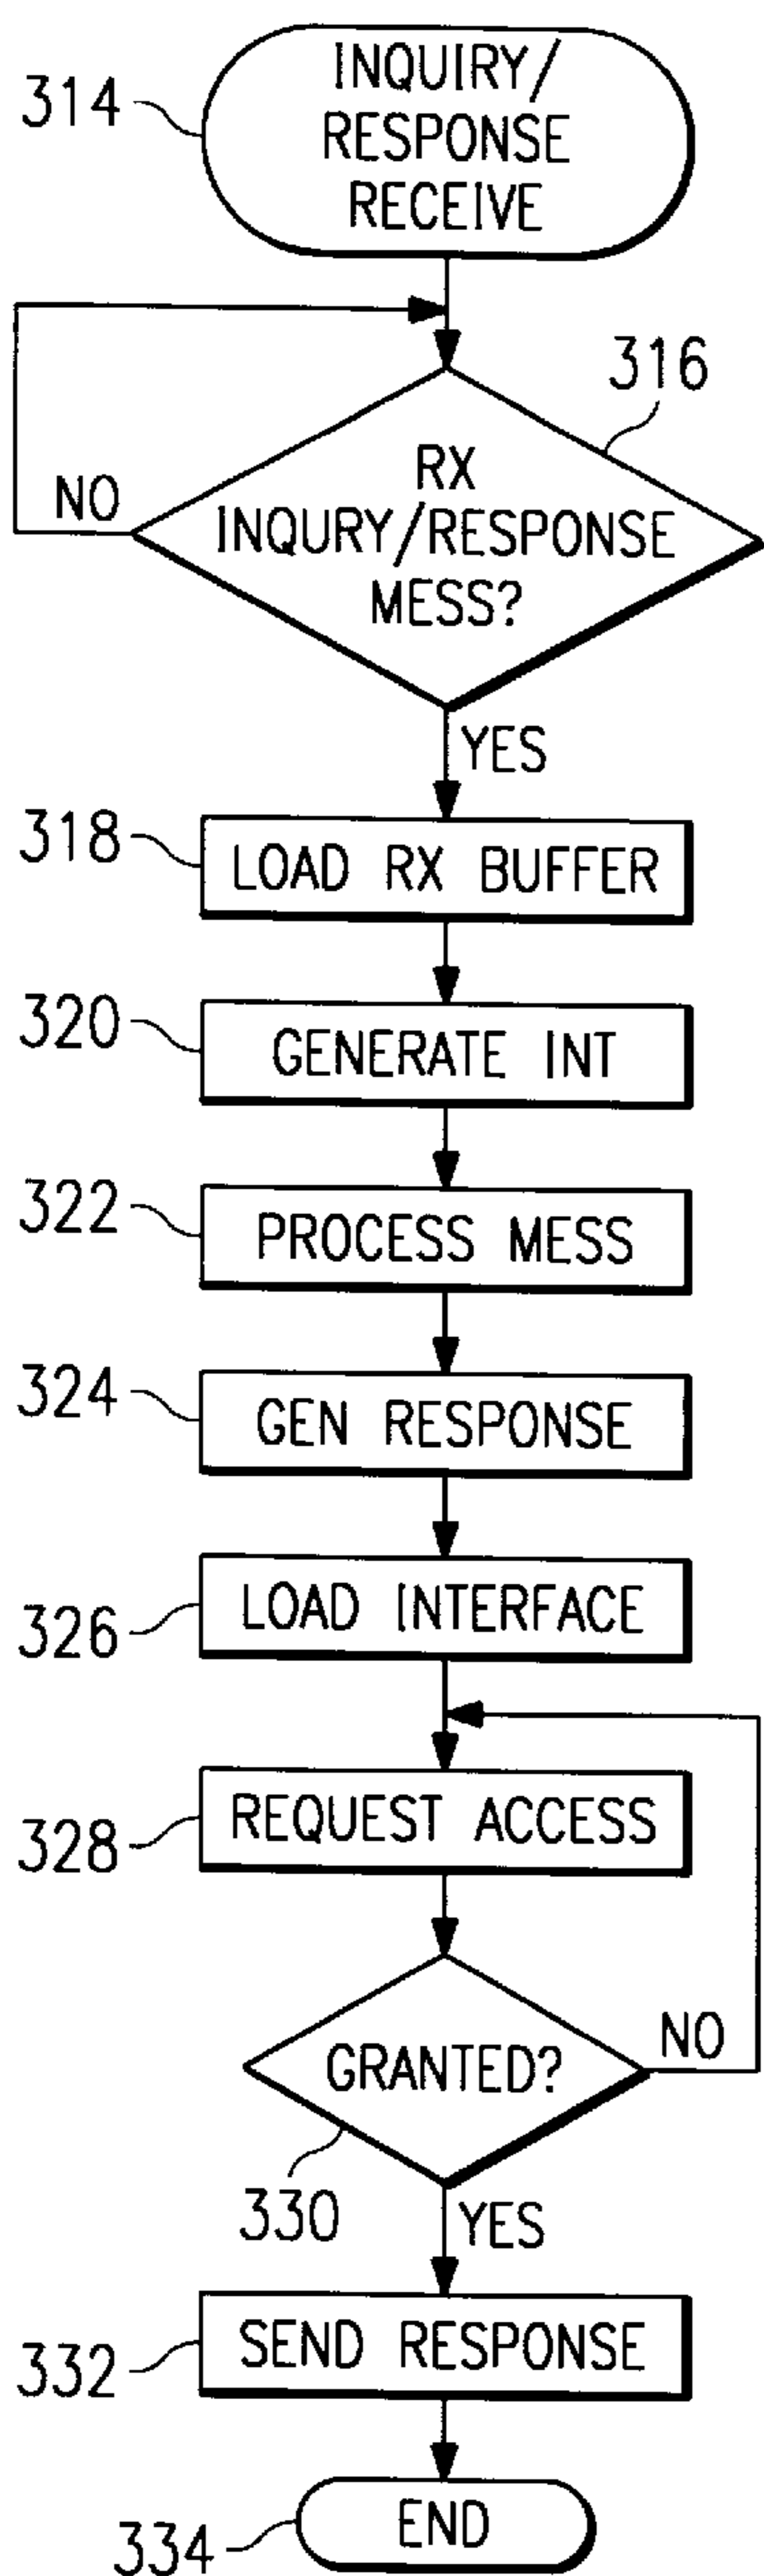 314
INQUIRY/
RESPONSE
RECEIVE
316
RX
INQURY/RESPONSE
MESS?
NO
YES
318
LOAD RX BUFFER
320
GENERATE INT
322
PROCESS MESS
324
GEN RESPONSE
326
LOAD INTERFACE
328
REQUEST ACCESS
GRANTED?
NO
330
YES
332
SEND RESPONSE
334
END